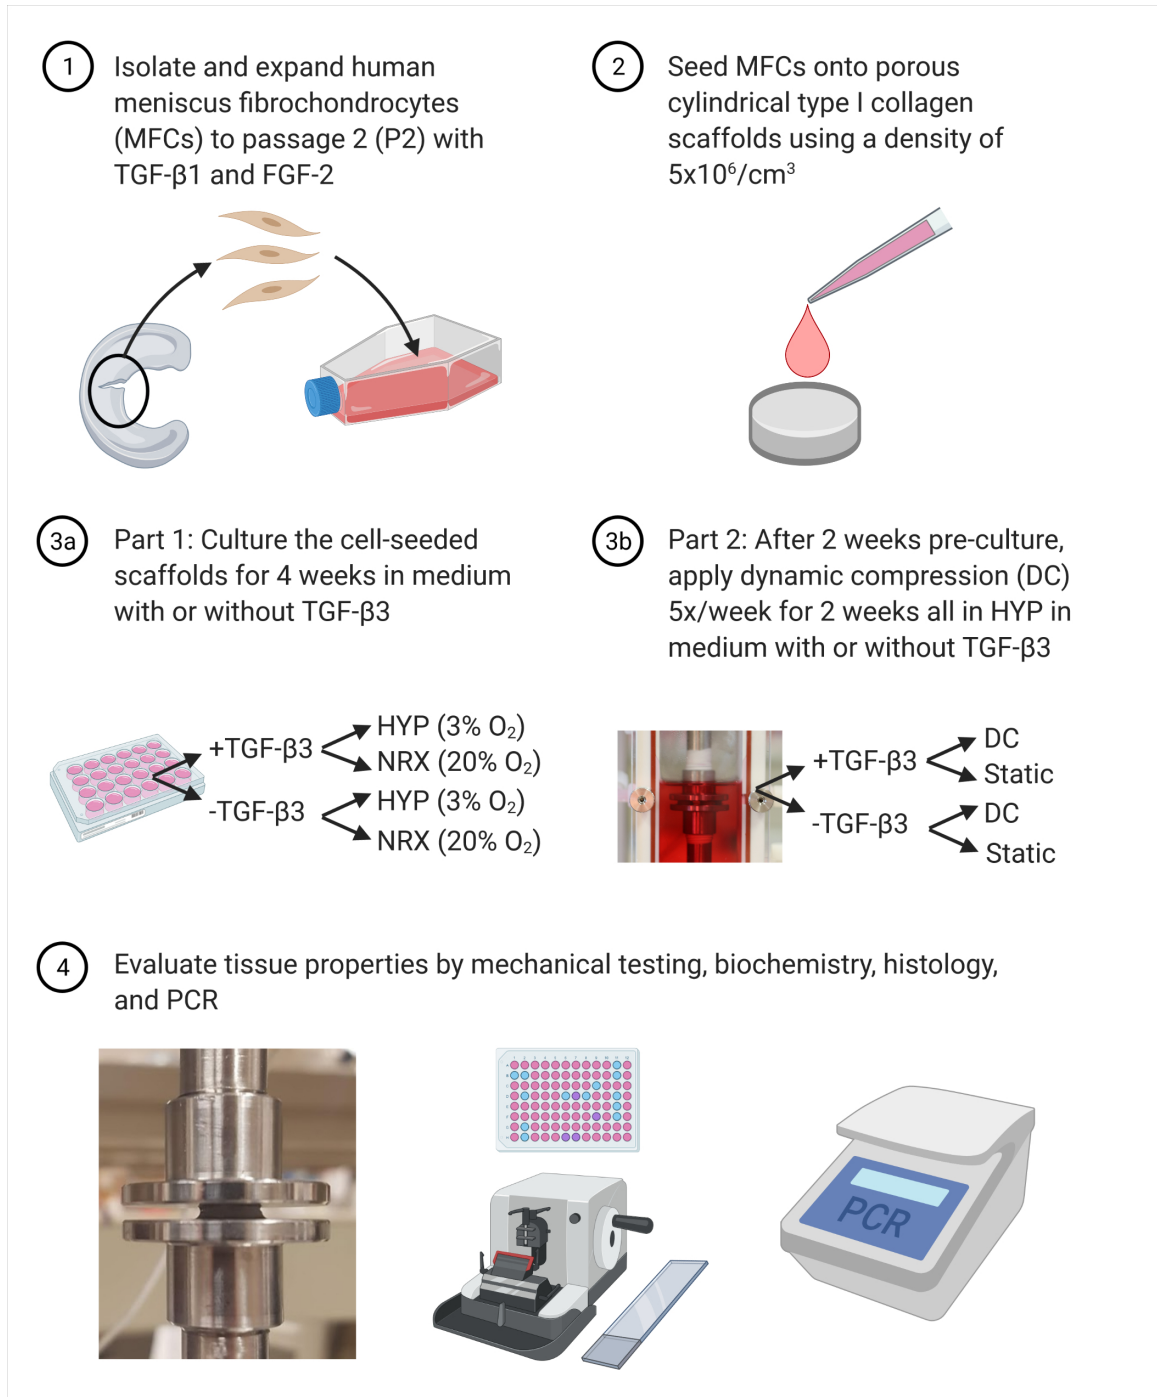 1
Isolate and expand human
meniscus fibrochondrocytes
(MFCs) to passage 2 (P2) with
TGF-β1 and FGF-2
2
Seed MFCs onto porous
cylindrical type I collagen
scaffolds using a density of
5x10⁶/cm³
3a
Part 1: Culture the cell-seeded
scaffolds for 4 weeks in medium
with or without TGF-β3
+TGF-β3
HYP (3% O₂)
NRX (20% O₂)
-TGF-β3
HYP (3% O₂)
NRX (20% O₂)
3b
Part 2: After 2 weeks pre-culture,
apply dynamic compression (DC)
5x/week for 2 weeks all in HYP in
medium with or without TGF-β3
+TGF-β3
DC
Static
-TGF-β3
DC
Static
4
Evaluate tissue properties by mechanical testing, biochemistry, histology,
and PCR
PCR